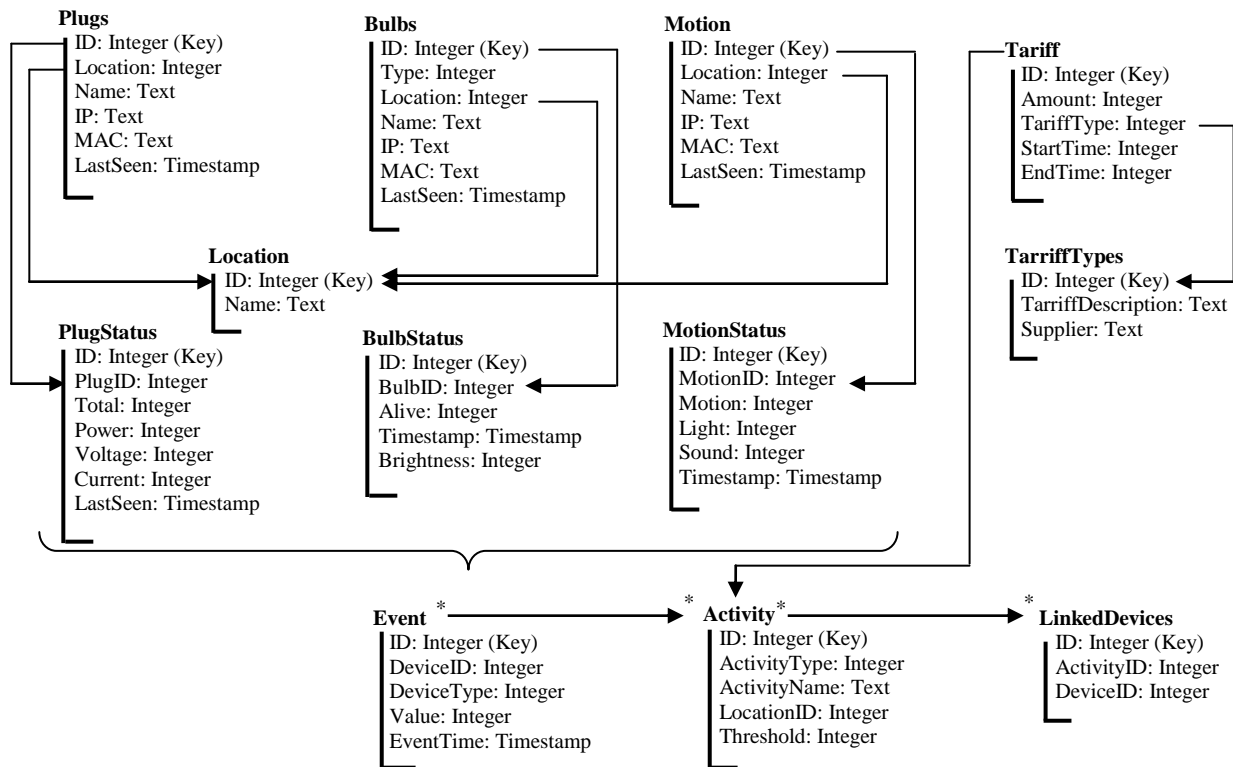 Plugs
ID: Integer (Key)
Location: Integer
Name: Text
IP: Text
MAC: Text
LastSeen: Timestamp
Bulbs
ID: Integer (Key)
Type: Integer
Location: Integer
Name: Text
IP: Text
MAC: Text
LastSeen: Timestamp
Motion
ID: Integer (Key)
Location: Integer
Name: Text
IP: Text
MAC: Text
LastSeen: Timestamp
Tariff
ID: Integer (Key)
Amount: Integer
TariffType: Integer
StartTime: Integer
EndTime: Integer
Location
ID: Integer (Key)
Name: Text
TarriffTypes
ID: Integer (Key)
TarriffDescription: Text
Supplier: Text
PlugStatus
ID: Integer (Key)
PlugID: Integer
Total: Integer
Power: Integer
Voltage: Integer
Current: Integer
LastSeen: Timestamp
BulbStatus
ID: Integer (Key)
BulbID: Integer
Alive: Integer
Timestamp: Timestamp
Brightness: Integer
MotionStatus
ID: Integer (Key)
MotionID: Integer
Motion: Integer
Light: Integer
Sound: Integer
Timestamp: Timestamp
Event *
ID: Integer (Key)
DeviceID: Integer
DeviceType: Integer
Value: Integer
EventTime: Timestamp
* Activity *
ID: Integer (Key)
ActivityType: Integer
ActivityName: Text
LocationID: Integer
Threshold: Integer
* LinkedDevices
ID: Integer (Key)
ActivityID: Integer
DeviceID: Integer